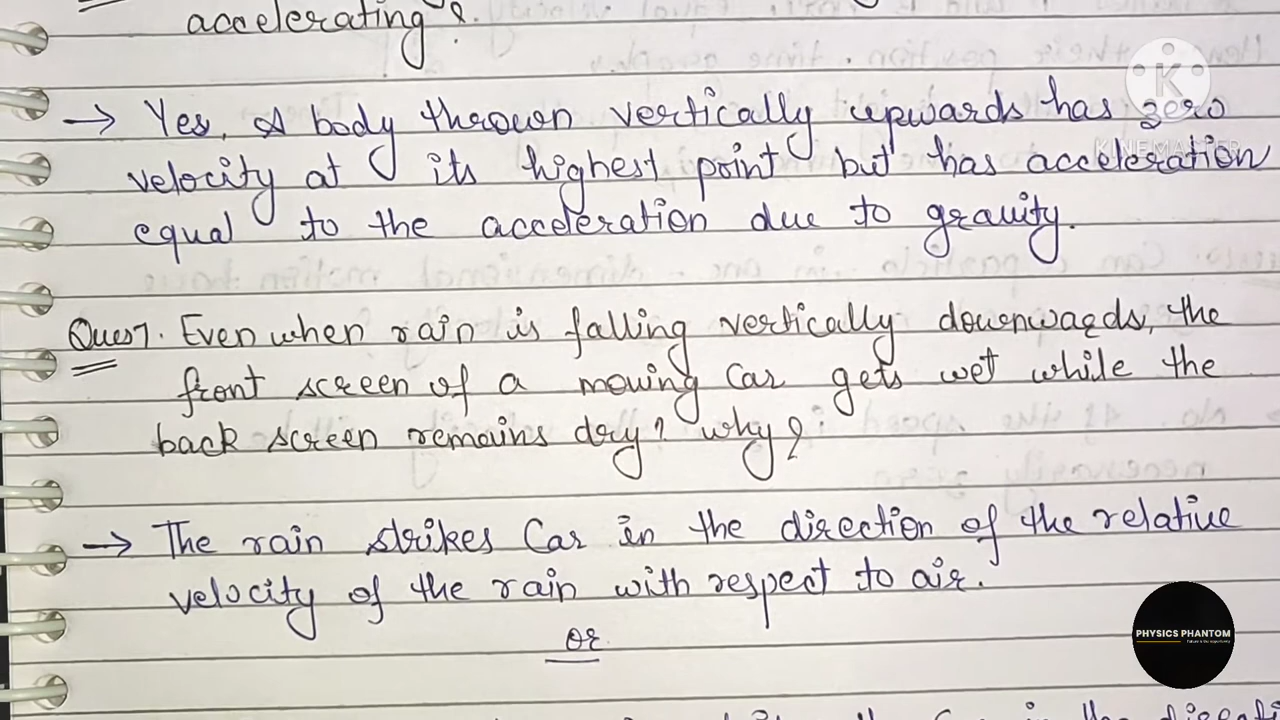 accelerating?
K
KINEMASTER
→ Yes, A body thrown vertically upwards has zero
velocity at its highest point but has acceleration
equal to the acceleration due to gravity.
Ques7. Even when rain is falling vertically downwards, the
front screen of a moving Car gets wet while the
back screen remains dry? why?
→ The rain strikes Car in the direction of the relative
velocity of the rain with respect to air.
or
PHYSICS PHANTOM